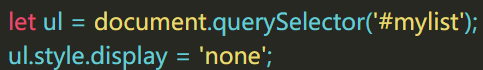 let ul = document.querySelector('#mylist');
ul.style.display = 'none';